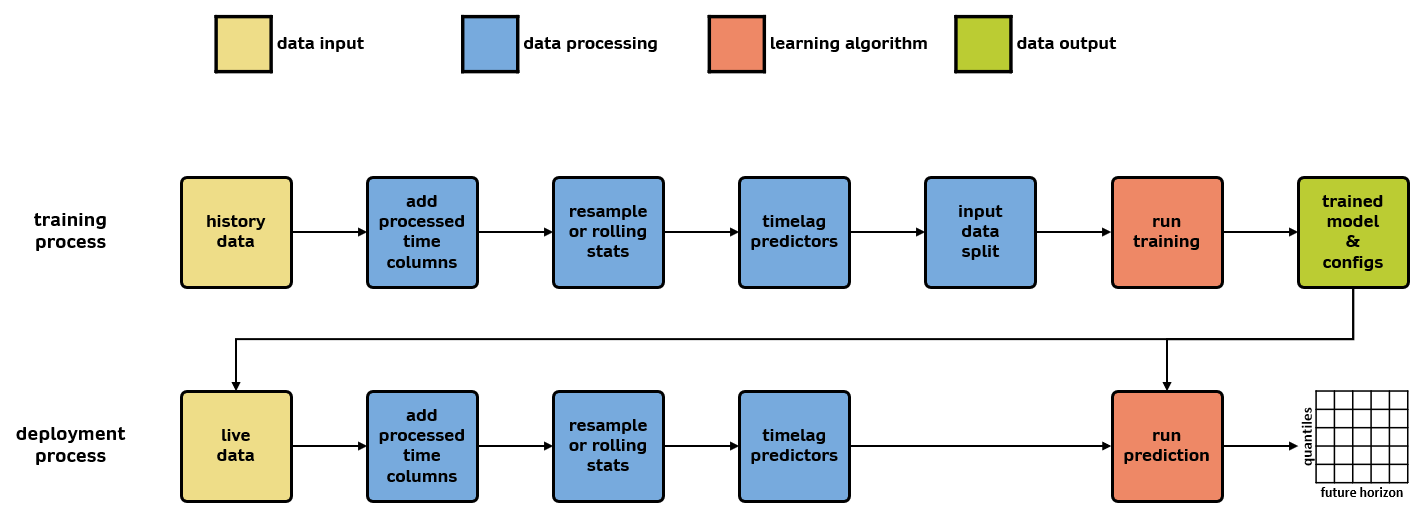 data input
data processing
learning algorithm
data output
training
process
history
data
add
processed
time
columns
resample
or rolling
stats
timelag
predictors
input
data
split
run
training
trained
model
&
configs
deployment
process
live
data
add
processed
time
columns
resample
or rolling
stats
timelag
predictors
run
prediction
quantiles
future horizon